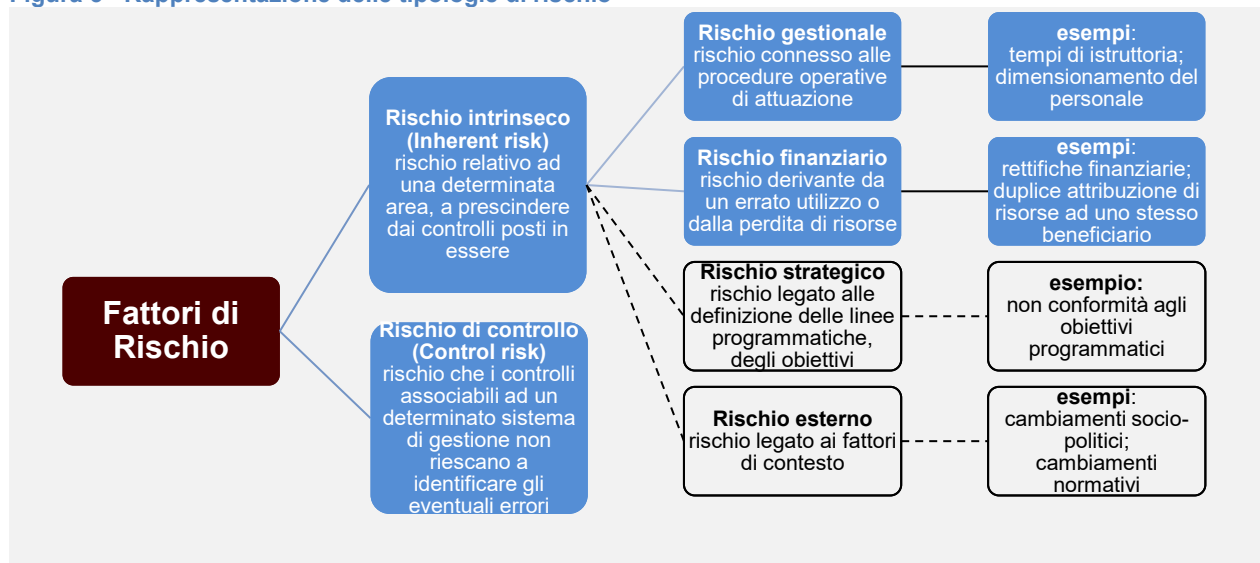 Rischio gestionale
rischio connesso alle
procedure operative
di attuazione
esempi:
tempi di istruttoria;
dimensionamento del
personale
Rischio intrinseco
(Inherent risk)
rischio relativo ad
una determinata
area, a prescindere
dai controlli posti in
essere
Rischio finanziario
rischio derivante da
un errato utilizzo o
dalla perdita di risorse
esempi:
rettifiche finanziarie;
duplice attribuzione di
risorse ad uno stesso
beneficiario
Fattori di
Rischio
Rischio strategico
rischio legato alle
definizione delle linee
programmatiche,
degli obiettivi
esempio:
non conformità agli
obiettivi
programmatici
Rischio di controllo
(Control risk)
rischio che i controlli
associabili ad un
determinato sistema
di gestione non
riescano a
identificare gli
eventuali errori
Rischio esterno
rischio legato ai fattori
di contesto
esempi:
cambiamenti socio-
politici;
cambiamenti
normativi